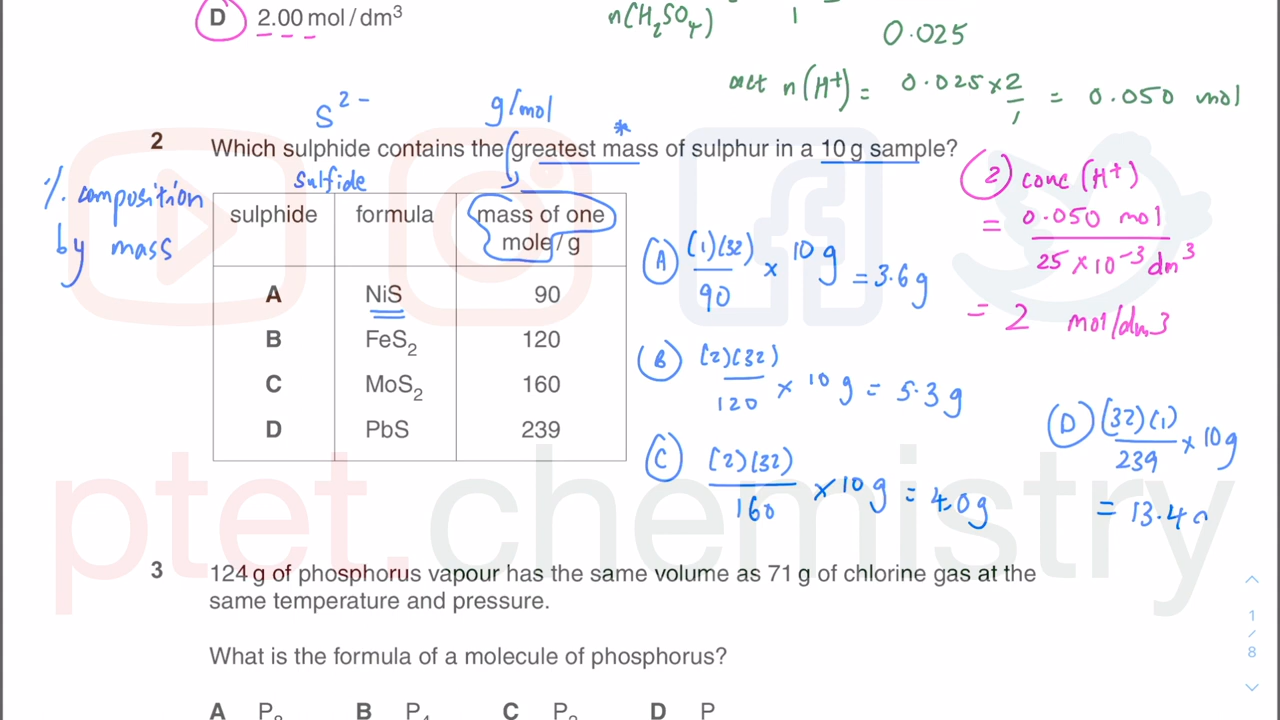 D 2.00 mol/dm³
n(H₂SO₄) 1
0.025
n(H⁺) = 0.025 × 2/1 = 0.050 mol
S²⁻ g/mol
*
2 Which sulphide contains the greatest mass of sulphur in a 10 g sample?
sulfide
% composition
by mass
sulphide formula mass of one mole / g
A NiS 90
B FeS₂ 120
C MoS₂ 160
D PbS 239
(A) (1)(32)/90 × 10 g = 3.6 g
(B) (2)(32)/120 × 10 g = 5.3 g
(C) (2)(32)/160 × 10 g = 4.0 g
(D) (32)(1)/239 × 10 g
= 13.4
(2) conc (H⁺)
= 0.050 mol / 25 × 10⁻³ dm³
= 2 mol/dm3
ptet.chemistry
3 124 g of phosphorus vapour has the same volume as 71 g of chlorine gas at the
same temperature and pressure.
What is the formula of a molecule of phosphorus?
A B P₄ C D P
1
/
8